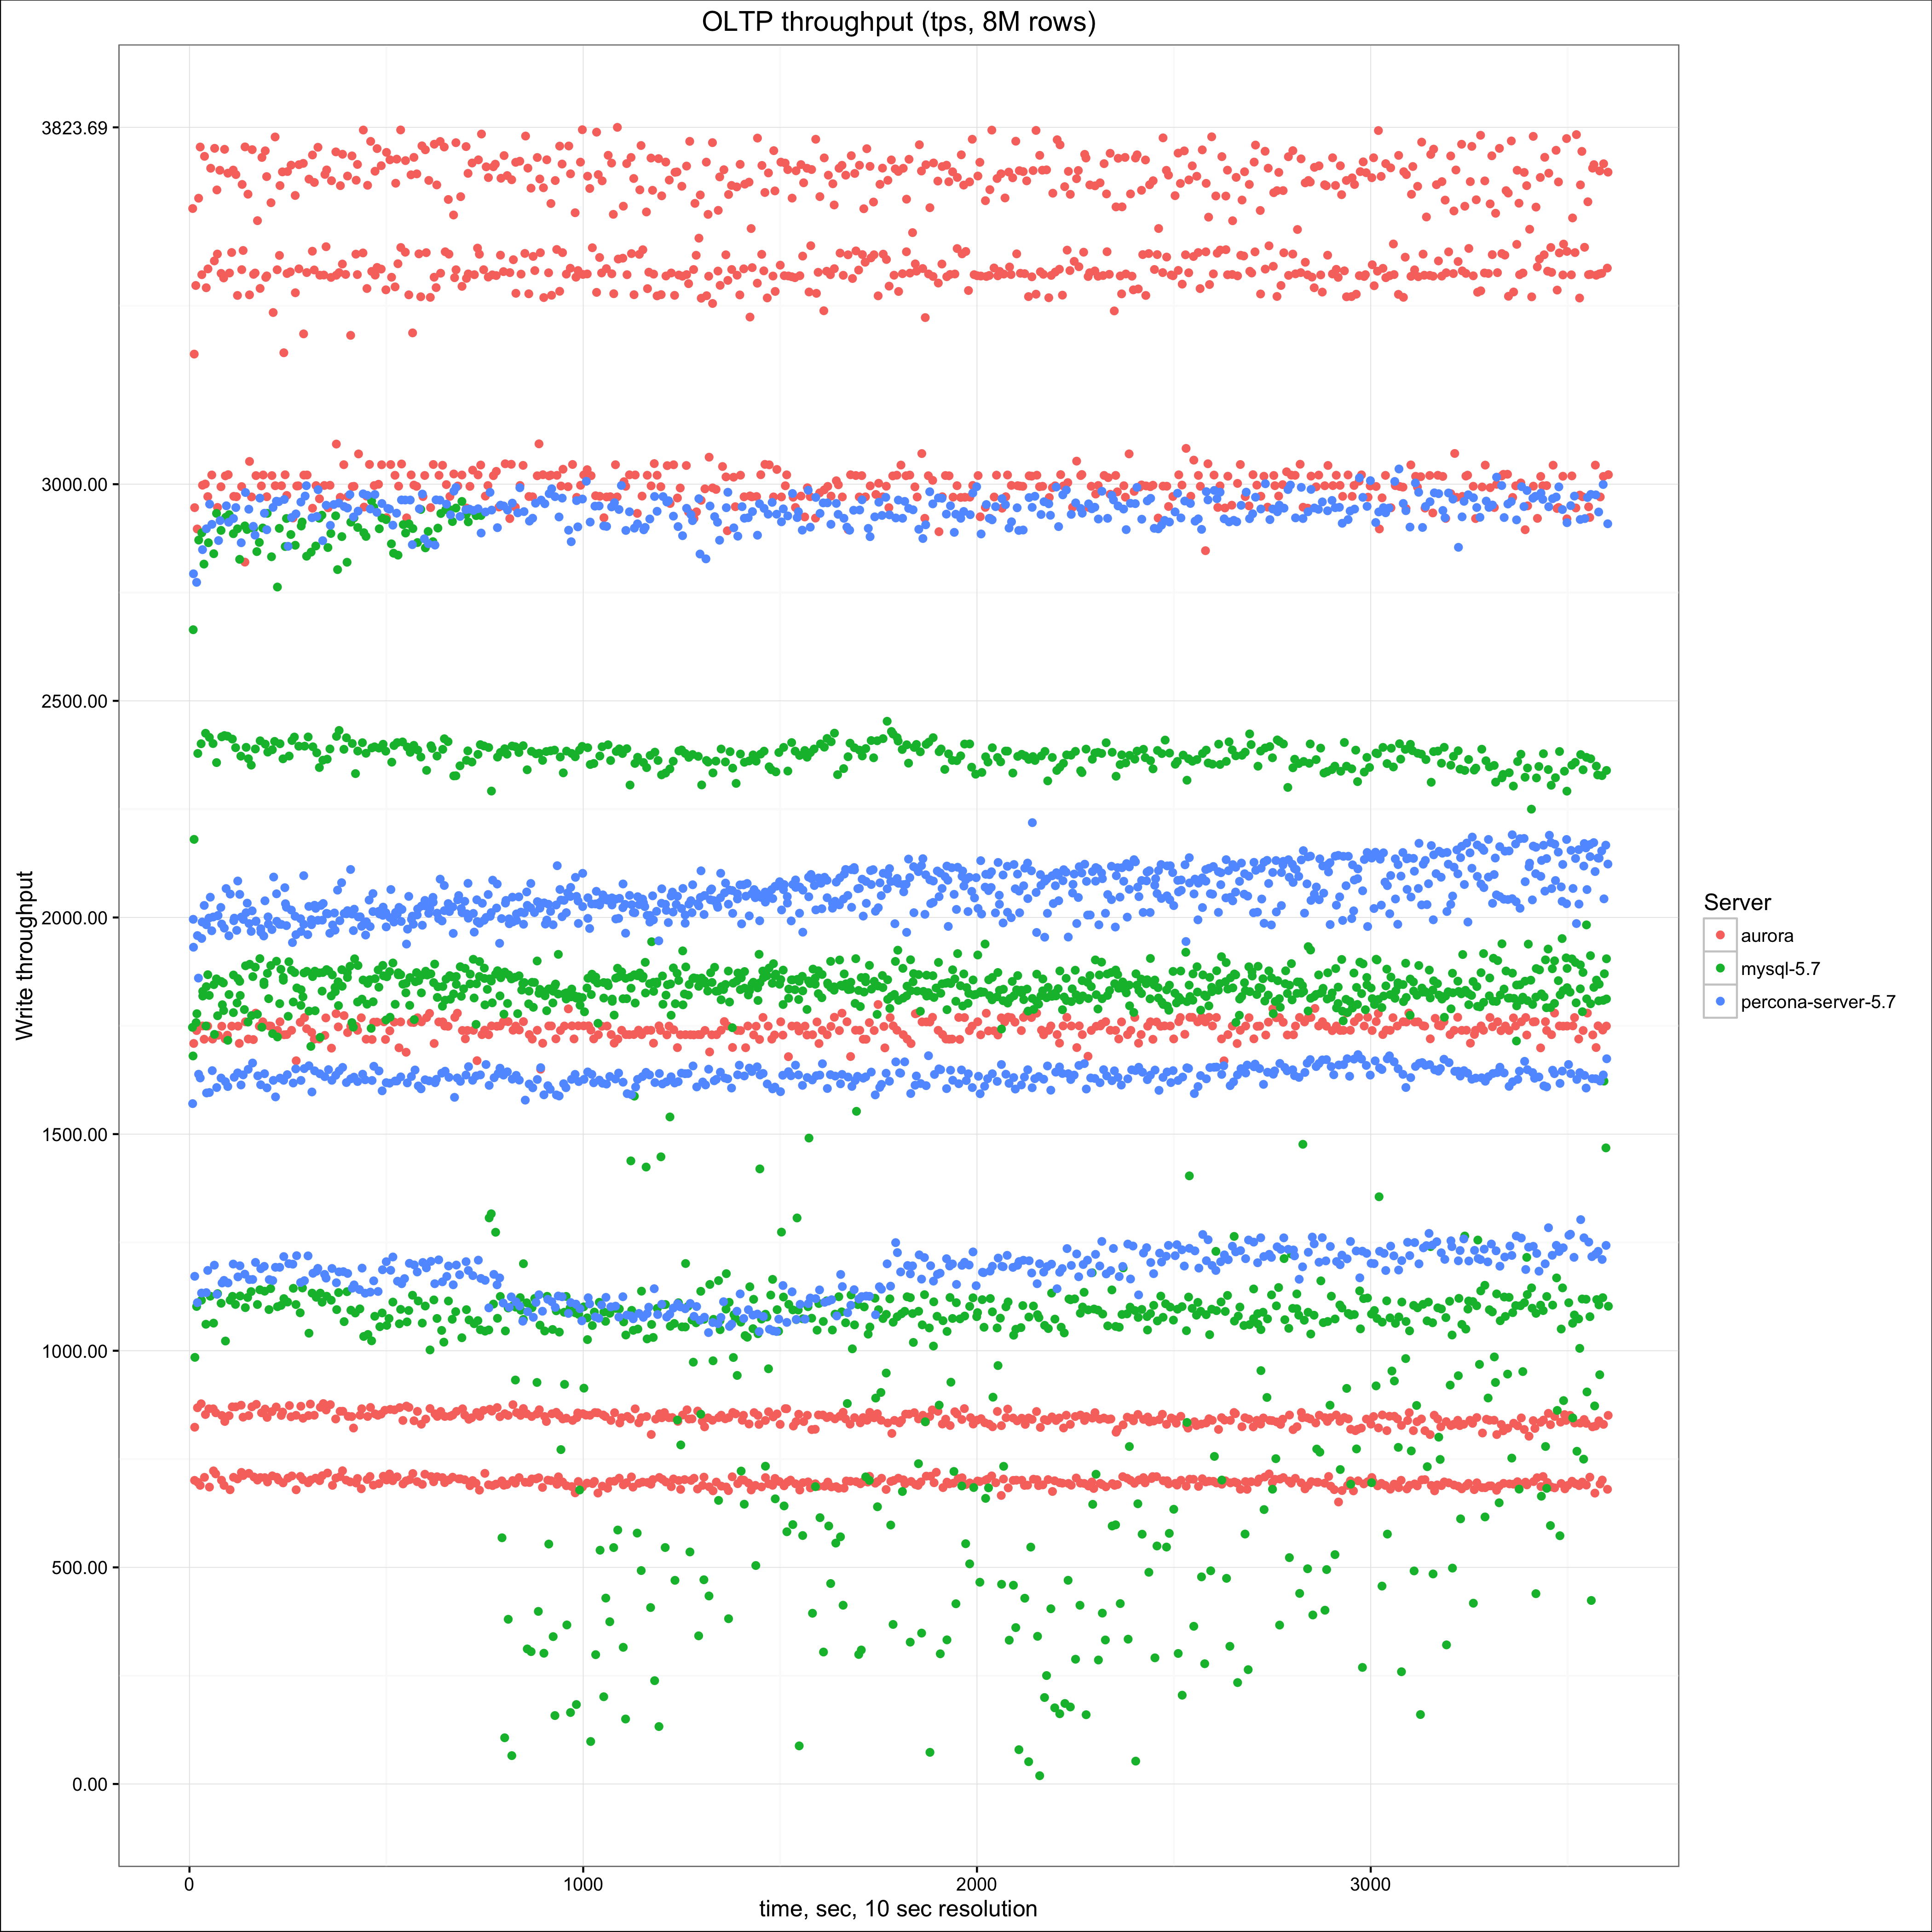 OLTP throughput (tps, 8M rows)
Write throughput
3823.69
3000.00
2500.00
2000.00
1500.00
1000.00
500.00
0.00
0
1000
2000
3000
time, sec, 10 sec resolution
Server
aurora
mysql-5.7
percona-server-5.7